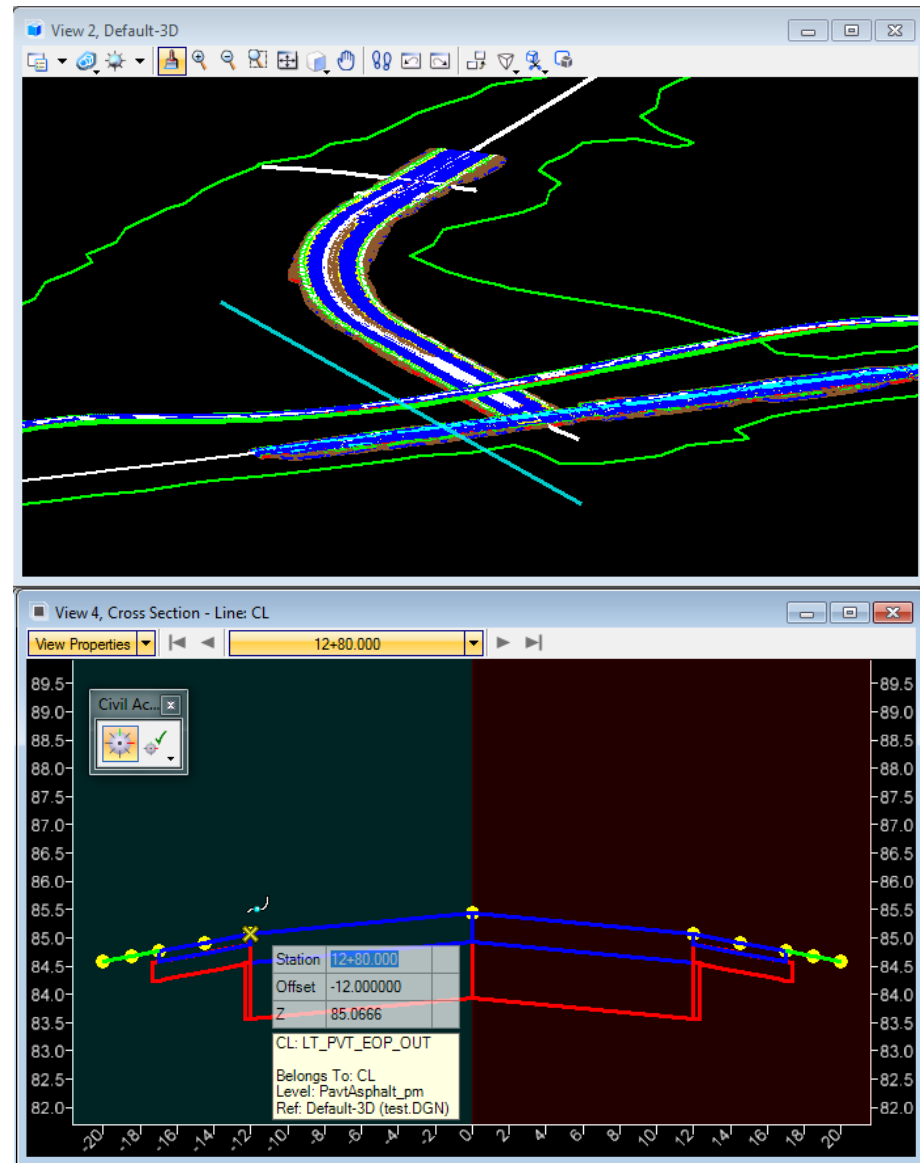 View 2, Default-3D
View 4, Cross Section - Line: CL
View Properties
12+80.000
89.5
89.0
88.5
88.0
87.5
87.0
86.5
86.0
85.5
85.0
84.5
84.0
83.5
83.0
82.5
82.0
Civil Ac...
Station 12+80.000
Offset -12.000000
Z 85.0666
CL: LT_PVT_EOP_OUT
Belongs To: CL
Level: PavtAsphalt_pm
Ref: Default-3D (test.DGN)
89.5
89.0
88.5
88.0
87.5
87.0
86.5
86.0
85.5
85.0
84.5
84.0
83.5
83.0
82.5
82.0
-20 -18 -16 -14 -12 -10 -8 -6 -4 -2 0 2 4 6 8 10 12 14 16 18 20